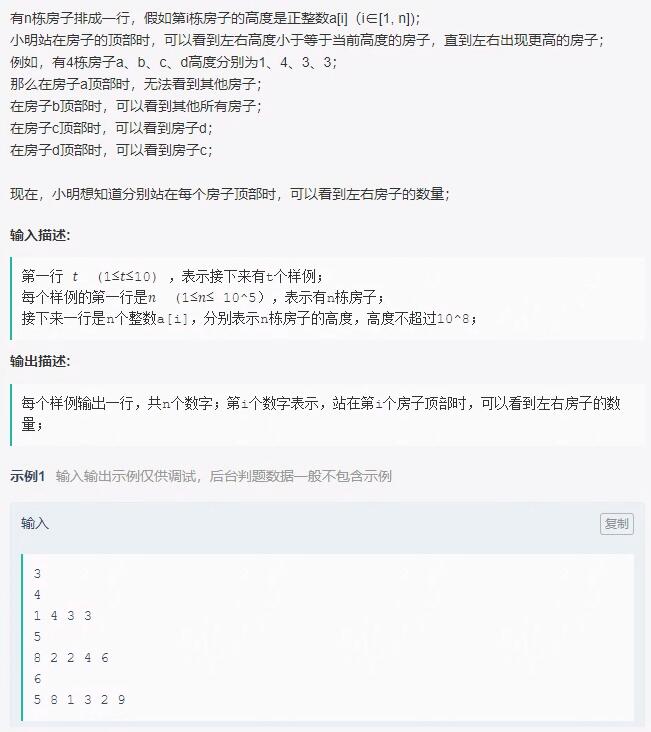 有n栋房子排成一行，假如第i栋房子的高度是正整数a[i]（i∈[1, n]);
小明站在房子的顶部时，可以看到左右高度小于等于当前高度的房子，直到左右出现更高的房子；
例如，有4栋房子a、b、c、d高度分别为1、4、3、3；
那么在房子a顶部时，无法看到其他房子；
在房子b顶部时，可以看到其他所有房子；
在房子c顶部时，可以看到房子d；
在房子d顶部时，可以看到房子c；
现在，小明想知道分别站在每个房子顶部时，可以看到左右房子的数量；
输入描述:
第一行 t （1≤t≤10），表示接下来有t个样例；
每个样例的第一行是n （1≤n≤ 10^5），表示有n栋房子；
接下来一行是n个整数a[i]，分别表示n栋房子的高度，高度不超过10^8；
输出描述:
每个样例输出一行，共n个数字；第i个数字表示，站在第i个房子顶部时，可以看到左右房子的数
量；
示例1 输入输出示例仅供调试，后台判题数据一般不包含示例
输入 复制
3
4
1 4 3 3
5
8 2 2 4 6
6
5 8 1 3 2 9